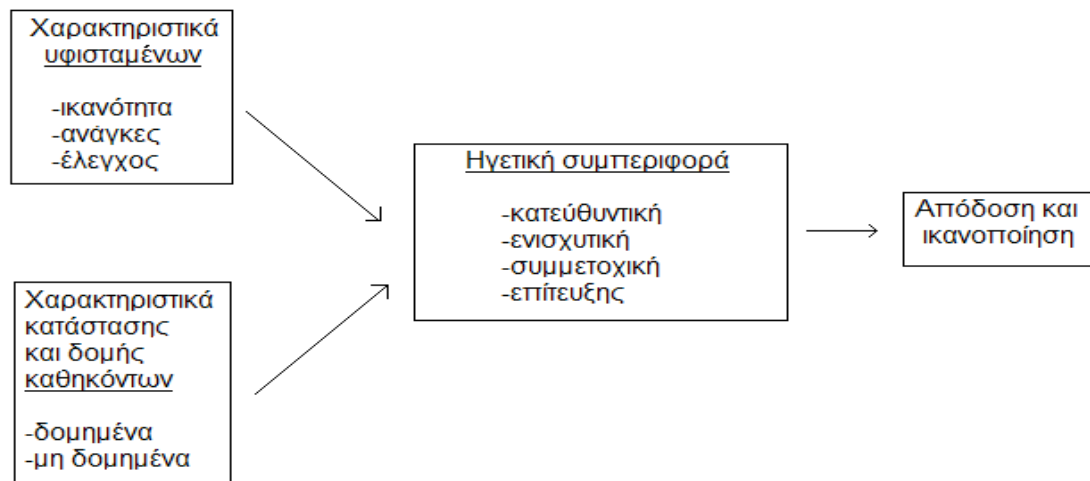 Χαρακτηριστικά
υφισταμένων
-ικανότητα
-ανάγκες
-έλεγχος
Χαρακτηριστικά
κατάστασης
και δομής
καθηκόντων
-δομημένα
-μη δομημένα
Ηγετική συμπεριφορά
-κατεύθυντική
-ενισχυτική
-συμμετοχική
-επίτευξης
Απόδοση και
ικανοποίηση